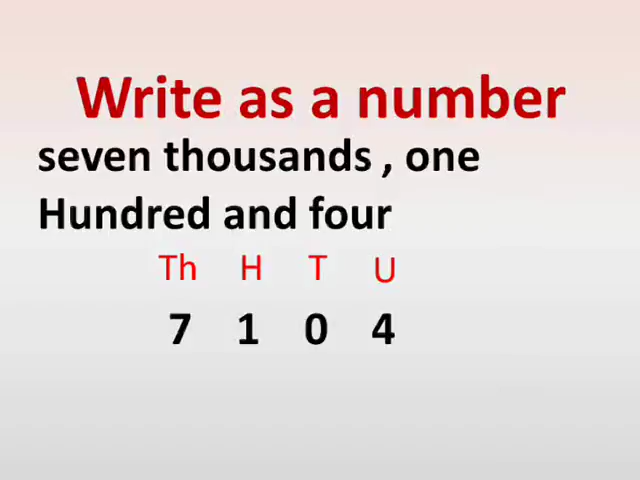 Write as a number
seven thousands , one
Hundred and four
Th H T U
7 1 0 4